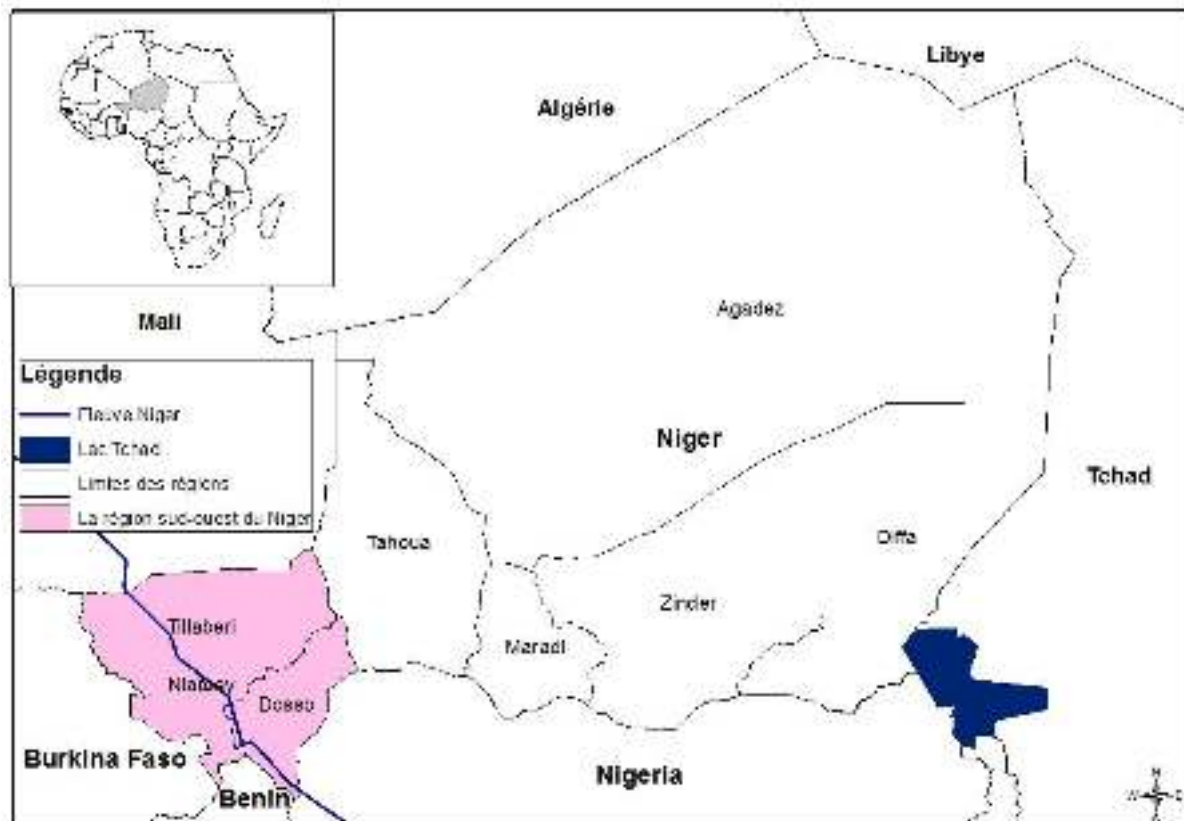 Libye
Algérie
Agadez
Mali
Légende
Fleuve Niger
Lac Tchad
Limites des régions
La région sud-ouest du Niger
Niger
Tchad
Tahoua
Diffa
Zinder
Maradi
Tillaberi
Niamey
Dosso
Burkina Faso
Benin
Nigeria
N
W
E